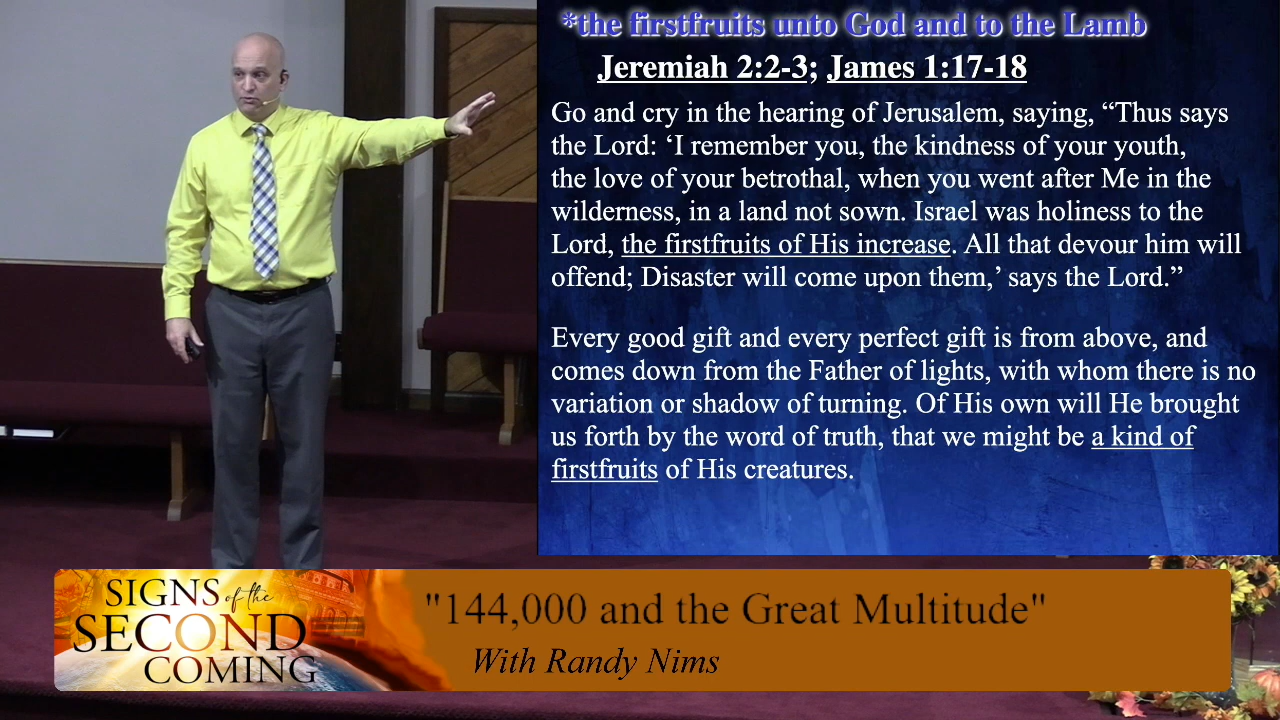 *the firstfruits unto God and to the Lamb
Jeremiah 2:2-3; James 1:17-18
Go and cry in the hearing of Jerusalem, saying, “Thus says
the Lord: ‘I remember you, the kindness of your youth,
the love of your betrothal, when you went after Me in the
wilderness, in a land not sown. Israel was holiness to the
Lord, the firstfruits of His increase. All that devour him will
offend; Disaster will come upon them,’ says the Lord.”
Every good gift and every perfect gift is from above, and
comes down from the Father of lights, with whom there is no
variation or shadow of turning. Of His own will He brought
us forth by the word of truth, that we might be a kind of
firstfruits of His creatures.
SIGNS of the
SECOND
COMING
"144,000 and the Great Multitude"
With Randy Nims